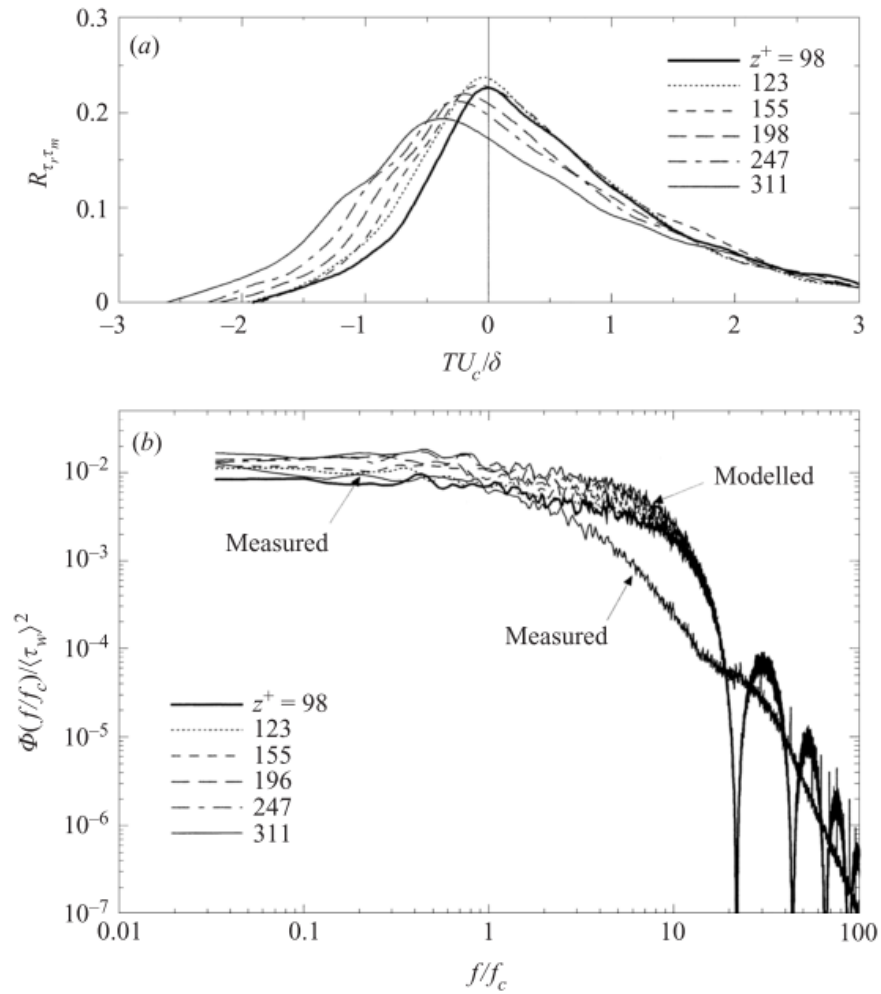 (a)
0.3
0.2
0.1
0
R_{τ_r τ_m}
z⁺ = 98
123
155
198
247
311
–3 –2 –1 0 1 2 3
TU_c/δ
(b)
10⁻²
10⁻³
10⁻⁴
10⁻⁵
10⁻⁶
10⁻⁷
Φ(f/f_c)/⟨τ_w⟩²
Modelled
Measured
Measured
z⁺ = 98
123
155
196
247
311
0.01 0.1 1 10 100
f/f_c